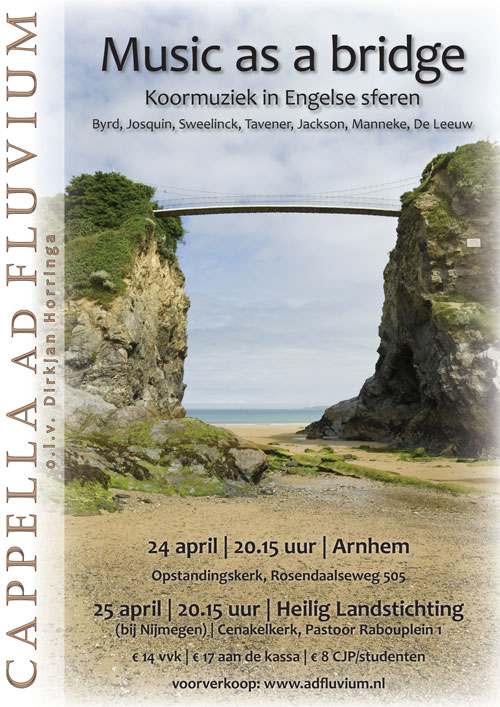 CAPPELLA AD FLUVIUM
o.l.v. Dirkjan Horringa
Music as a bridge
Koormuziek in Engelse sferen
Byrd, Josquin, Sweelinck, Tavener, Jackson, Manneke, De Leeuw
24 april | 20.15 uur | Arnhem
Opstandingskerk, Rosendaalseweg 505
25 april | 20.15 uur | Heilig Landstichting
(bij Nijmegen) | Cenakelkerk, Pastoor Rabouplein 1
€ 14 vvk | € 17 aan de kassa | € 8 CJP/studenten
voorverkoop: www.adfluvium.nl